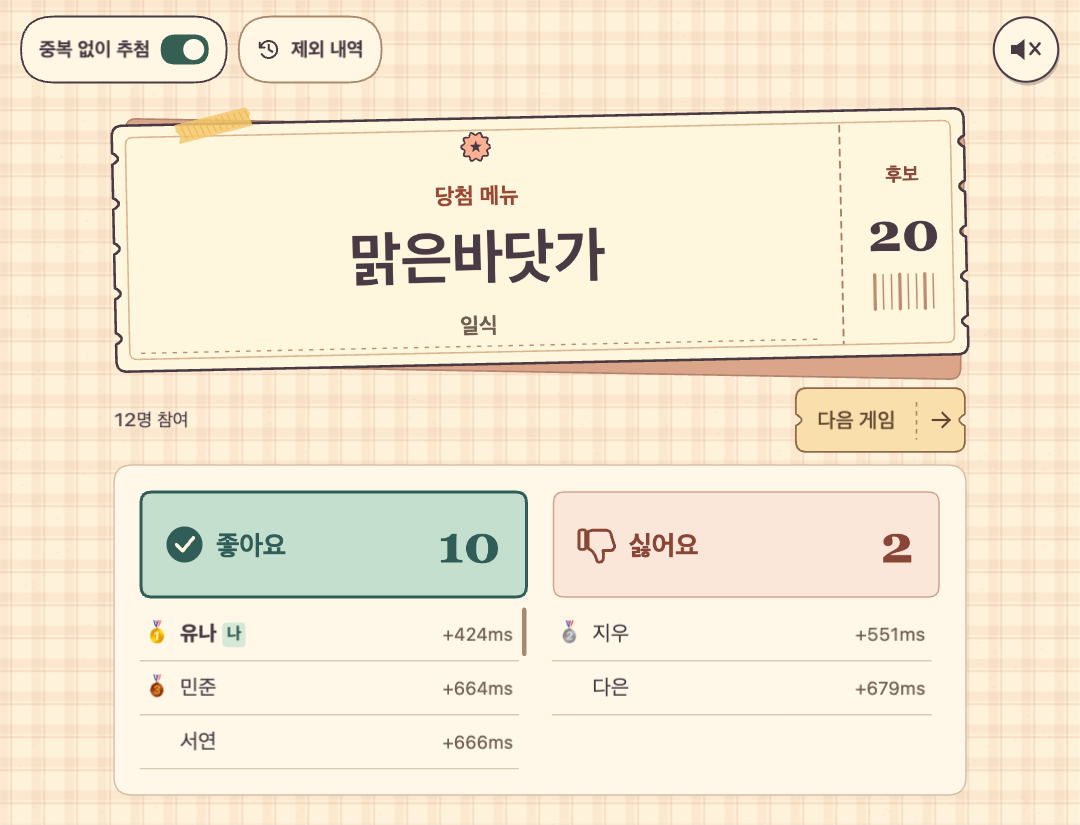 중복 없이 추첨
제외 내역
당첨 메뉴
맑은바닷가
일식
후보
20
12명 참여
다음 게임
좋아요 10
싫어요 2
1 유나 나 +424ms
2 지우 +551ms
3 민준 +664ms
다은 +679ms
서연 +666ms